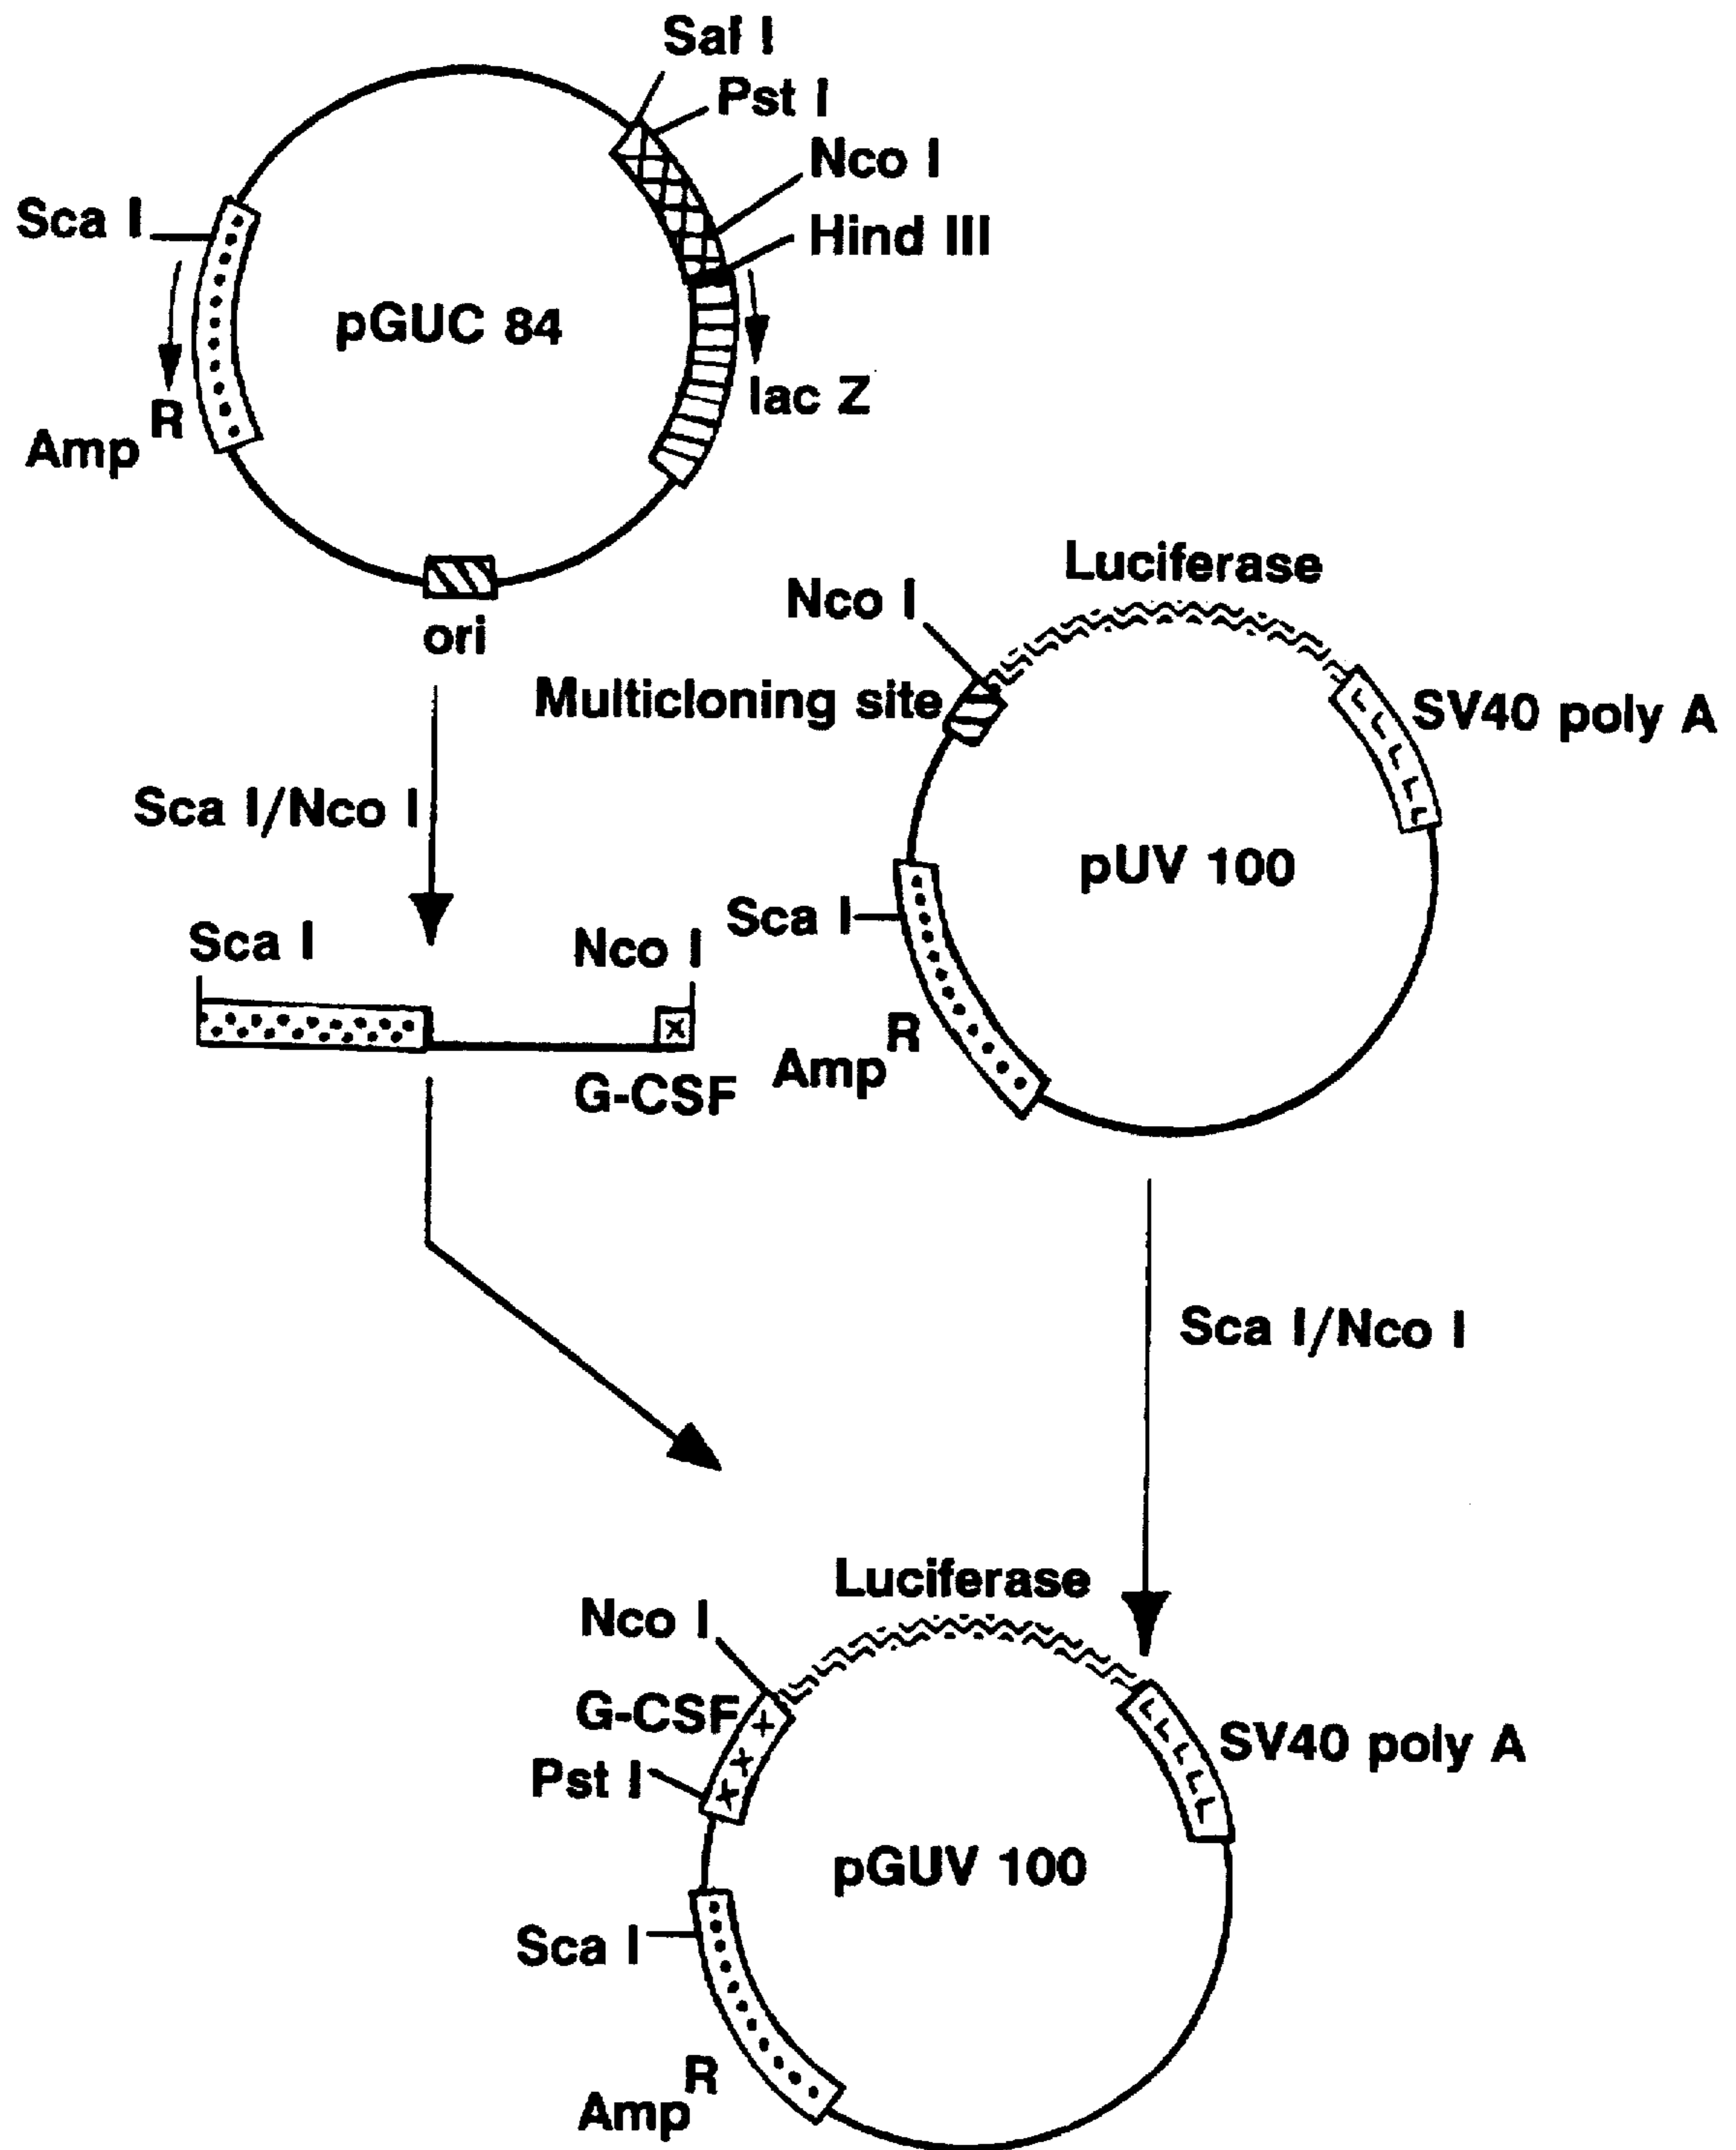 Sal I
Pst I
Nco I
Hind III
Sca I
pGUC 84
lac Z
Amp R
ori
Luciferase
Nco I
Multicloning site
SV40 poly A
Sca I/Nco I
pUV 100
Sca I
Sca I
Nco I
x
G-CSF
Amp R
Sca I/Nco I
Luciferase
Nco I
G-CSF
SV40 poly A
Pst I
pGUV 100
Sca I
Amp R